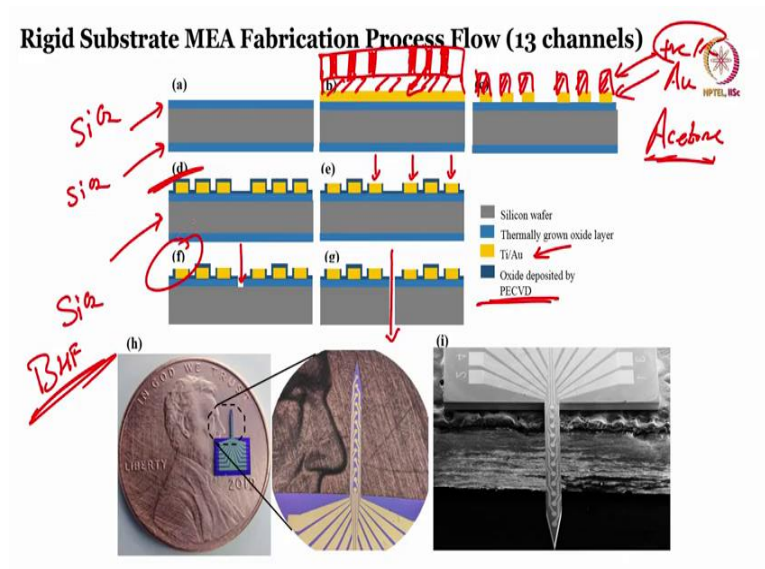 Rigid Substrate MEA Fabrication Process Flow (13 channels)
NPTEL, IISc
Au
Acetone
(a)
SiO2
SiO2
SiO2
BHF
(d)
(e)
(f)
(g)
Silicon wafer
Thermally grown oxide layer
Ti/Au
Oxide deposited by
PECVD
(h)
(i)
IN GOD WE TRUST
LIBERTY